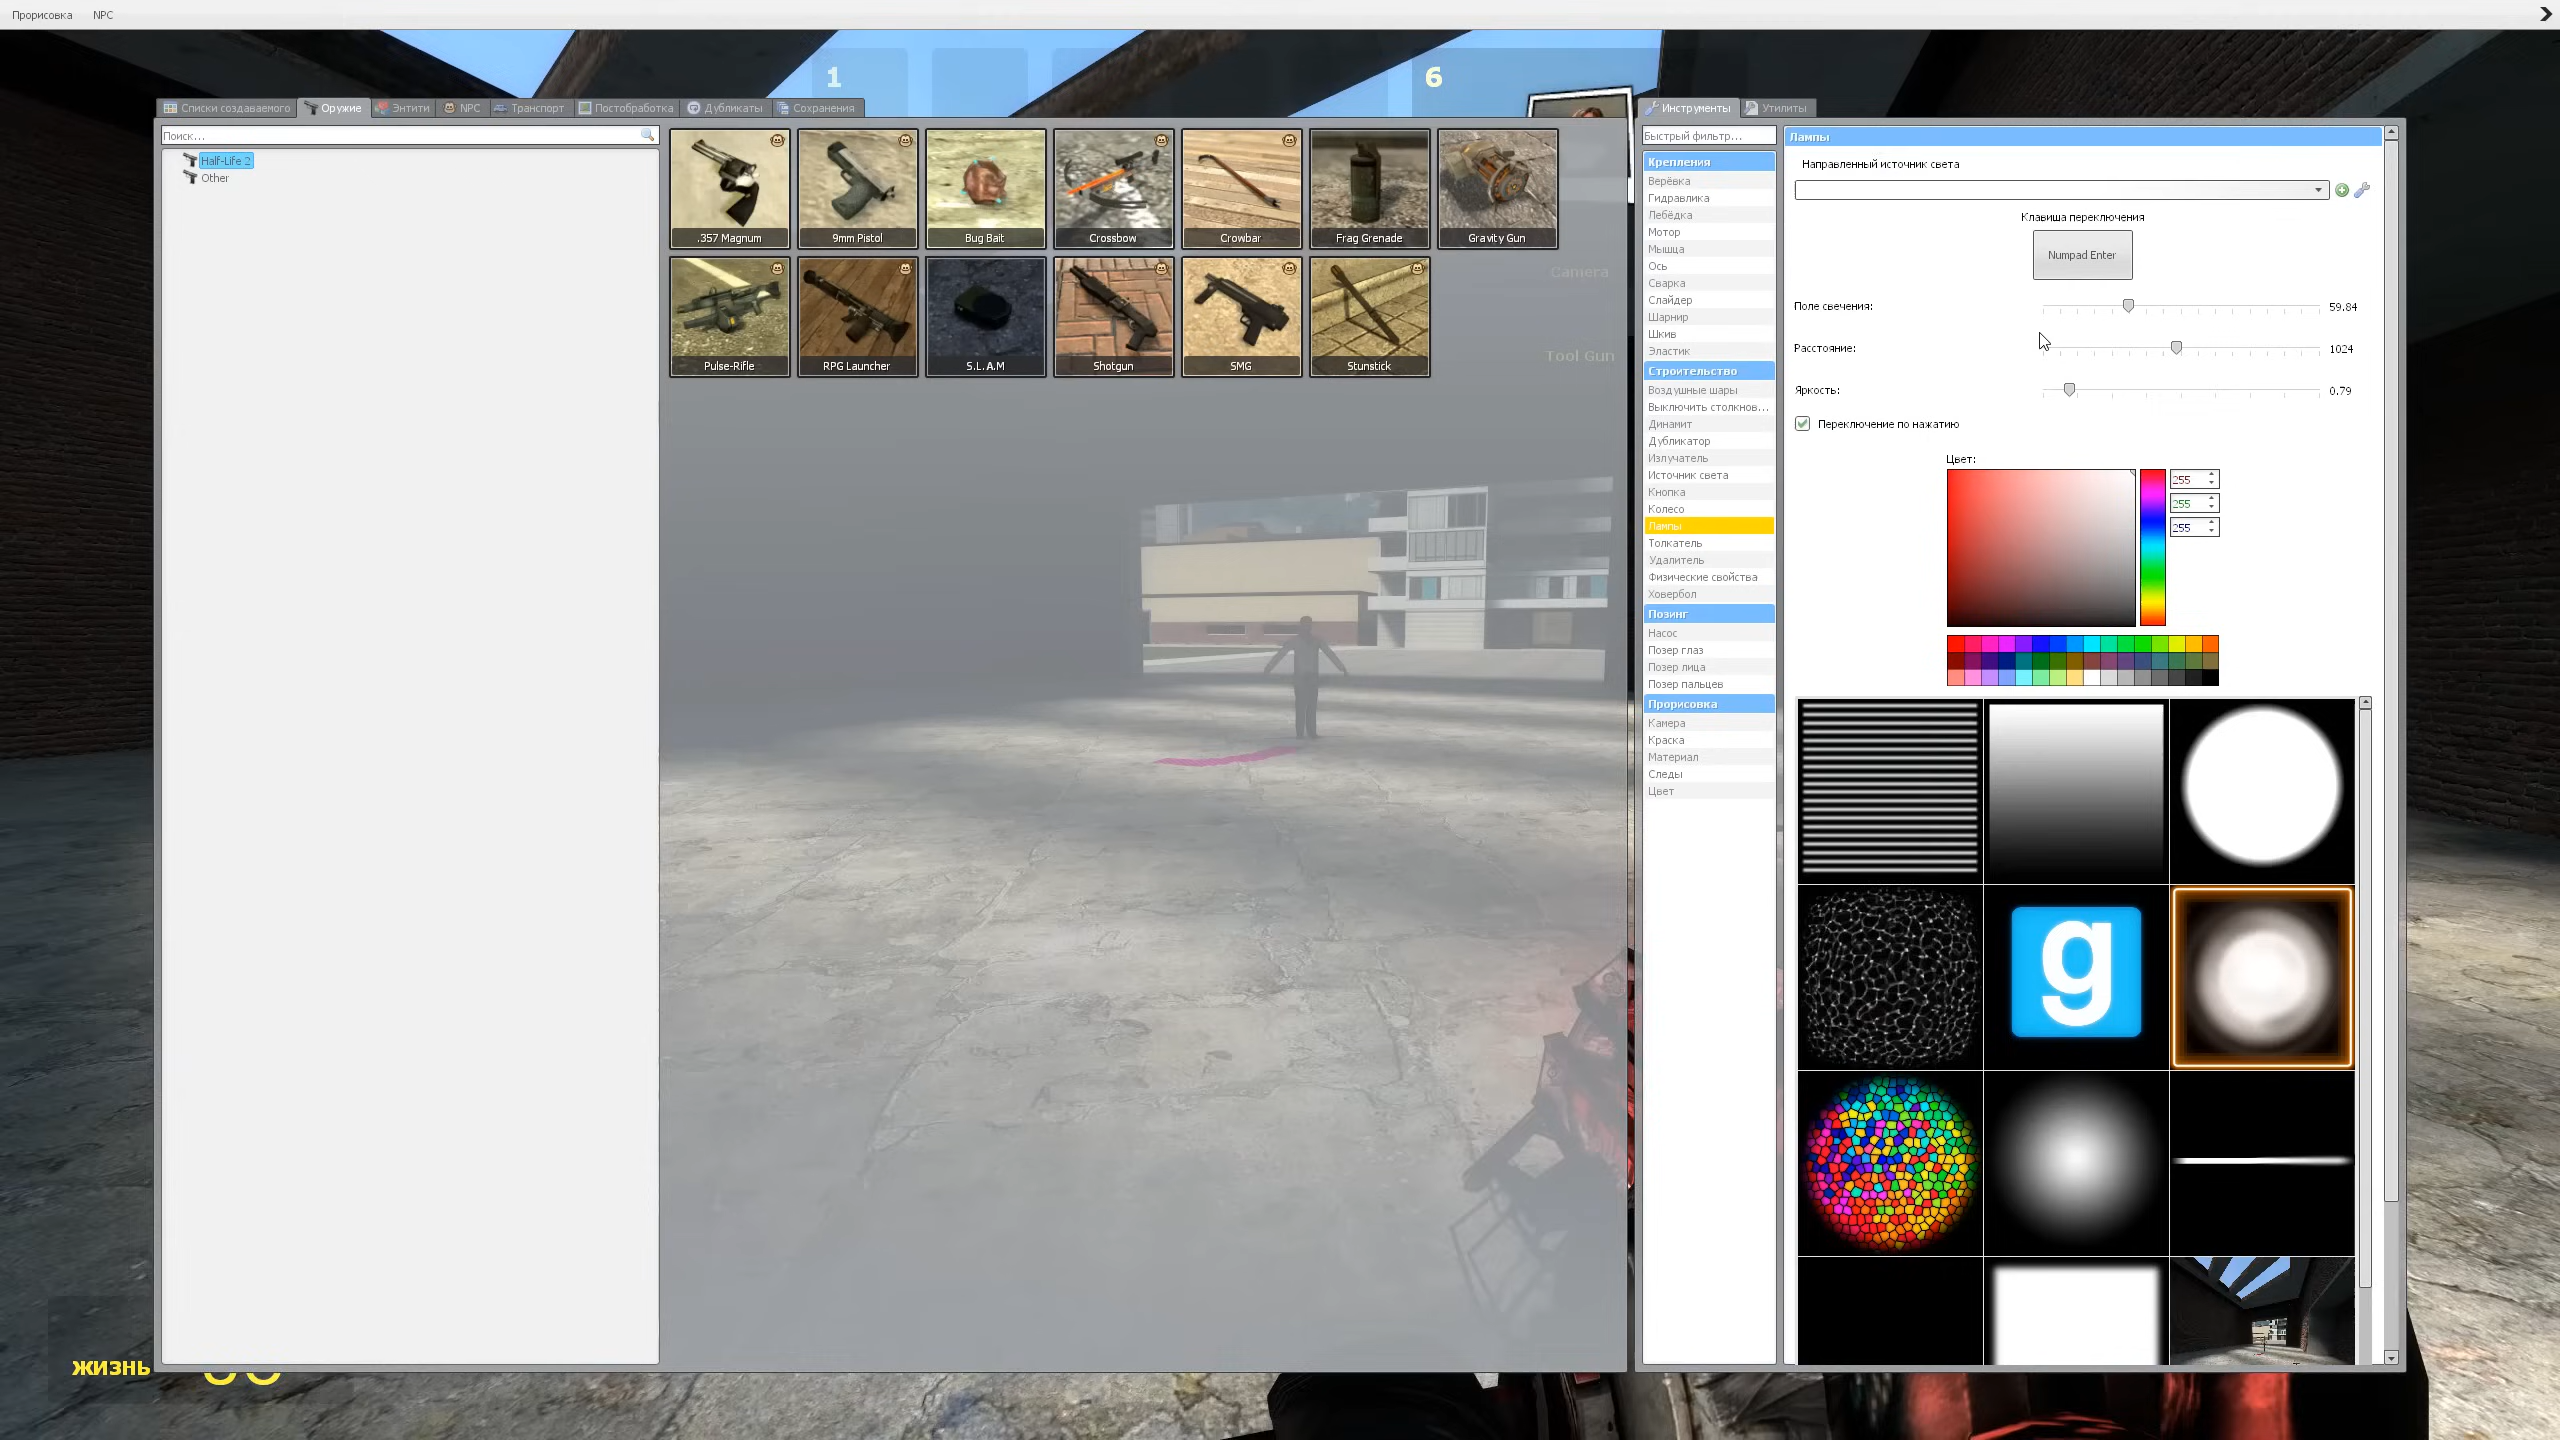 Прорисовка NPC
1
6
Списки создаваемого Оружие Энтити NPC Транспорт Постобработка Дубликаты Сохранения
Поиск...
Half-Life 2
Other
.357 Magnum 9mm Pistol Bug Bait Crossbow Crowbar Frag Grenade Gravity Gun
Pulse-Rifle RPG Launcher S.L.A.M Shotgun SMG Stunstick
Camera
Tool Gun
Инструменты Утилиты
Быстрый фильтр...
Крепления
Верёвка
Гидравлика
Лебёдка
Мотор
Мышца
Ось
Сварка
Слайдер
Шарнир
Шкив
Эластик
Строительство
Воздушные шары
Выключить столкнов...
Динамит
Дубликатор
Излучатель
Источник света
Кнопка
Колесо
Лампы
Толкатель
Удалитель
Физические свойства
Ховербол
Позинг
Насос
Позер глаз
Позер лица
Позер пальцев
Прорисовка
Камера
Краска
Материал
Следы
Цвет
Лампы
Направленный источник света
Клавиша переключения
Numpad Enter
Поле свечения: 59.84
Расстояние: 1024
Яркость: 0.79
Переключение по нажатию
Цвет:
255
255
255
g
ЖИЗНЬ